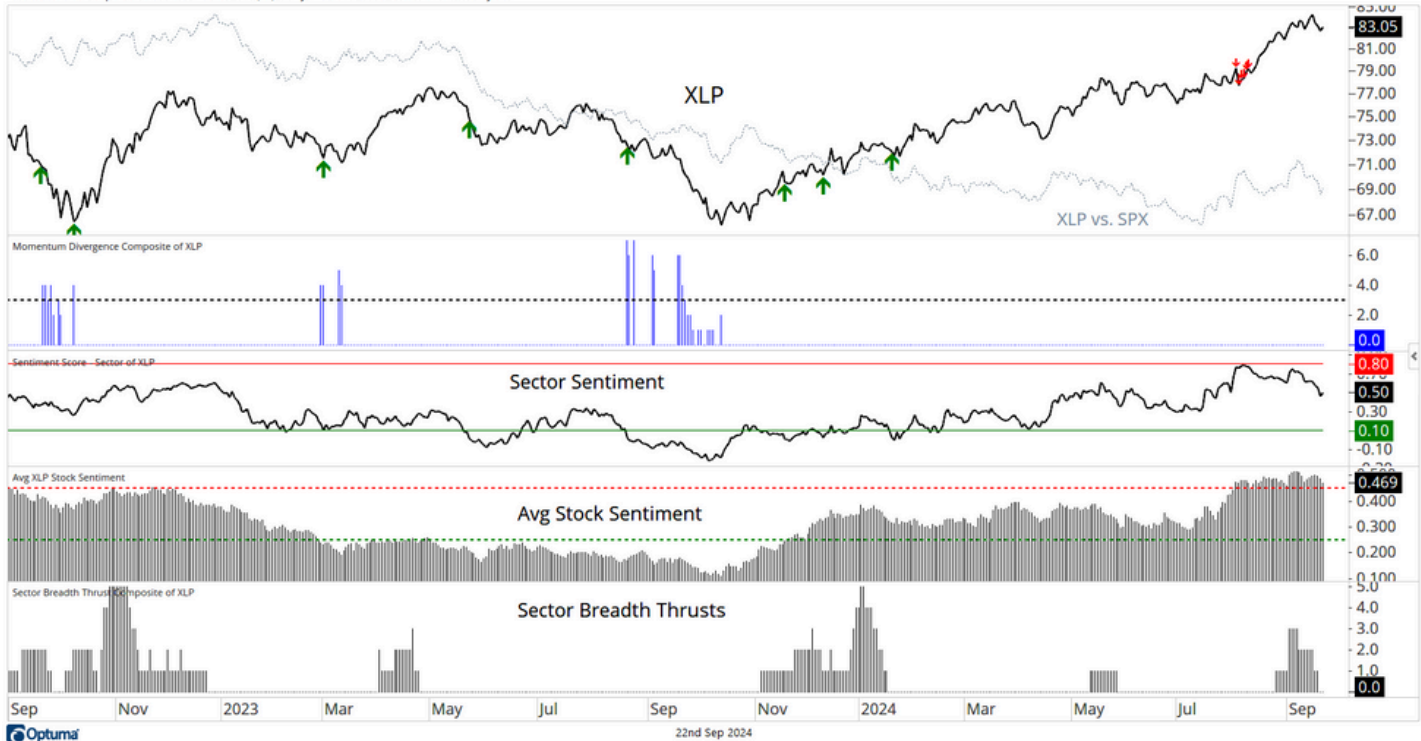 85.00
83.05
81.00
79.00
77.00
75.00
73.00
71.00
69.00
67.00
XLP
XLP vs. SPX
Momentum Divergence Composite of XLP
6.0
4.0
2.0
0.0
Sentiment Score - Sector of XLP
Sector Sentiment
0.80
0.50
0.30
0.10
-0.10
Avg XLP Stock Sentiment
Avg Stock Sentiment
0.469
0.400
0.300
0.200
0.100
Sector Breadth Thrust Composite of XLP
Sector Breadth Thrusts
5.0
4.0
3.0
2.0
1.0
0.0
Sep Nov 2023 Mar May Jul Sep Nov 2024 Mar May Jul Sep
Optuma
22nd Sep 2024